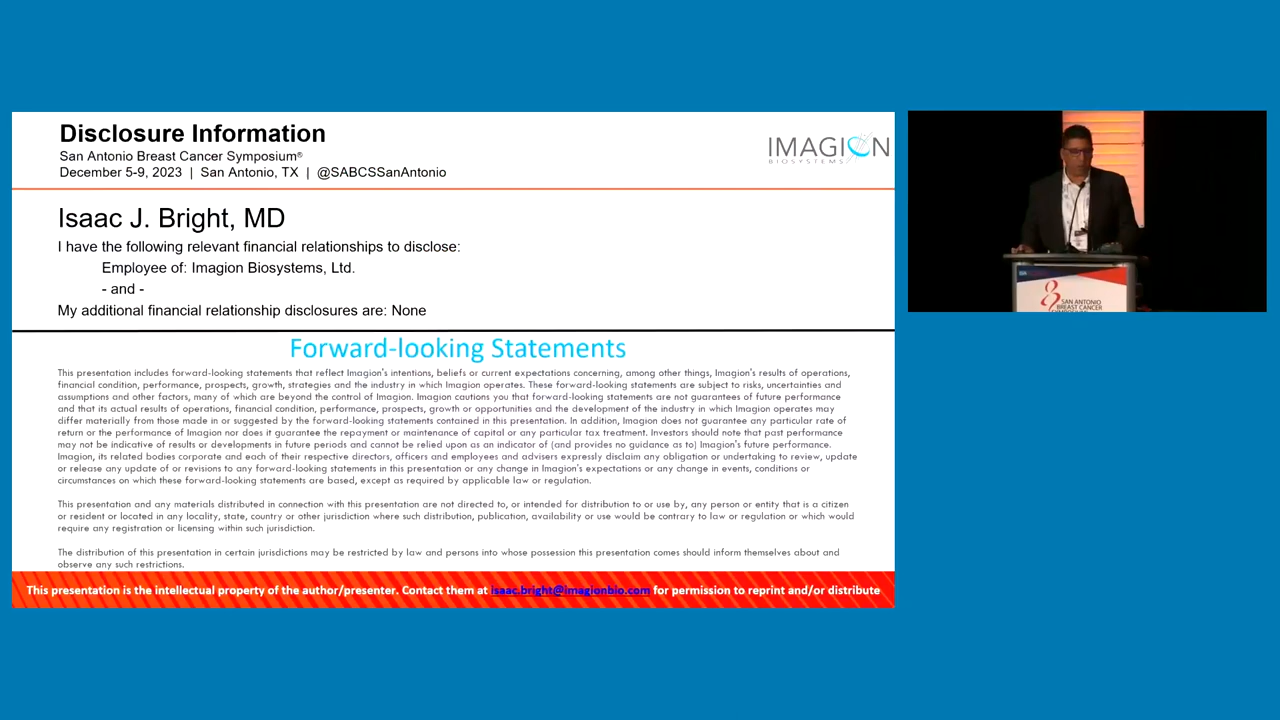 Disclosure Information
San Antonio Breast Cancer Symposium®
December 5-9, 2023 | San Antonio, TX | @SABCSSanAntonio
IMAGION
BIOSYSTEMS
Isaac J. Bright, MD
I have the following relevant financial relationships to disclose:
Employee of: Imagion Biosystems, Ltd.
- and -
My additional financial relationship disclosures are: None
Forward-looking Statements
This presentation includes forward-looking statements that reflect Imagion's intentions, beliefs or current expectations concerning, among other things, Imagion's results of operations,
financial condition, performance, prospects, growth, strategies and the industry in which Imagion operates. These forward-looking statements are subject to risks, uncertainties and
assumptions and other factors, many of which are beyond the control of Imagion. Imagion cautions you that forward-looking statements are not guarantees of future performance
and that its actual results of operations, financial condition, performance, prospects, growth or opportunities and the development of the industry in which Imagion operates may
differ materially from those made in or suggested by the forward-looking statements contained in this presentation. In addition, Imagion does not guarantee any particular rate of
return or the performance of Imagion nor does it guarantee the repayment or maintenance of capital or any particular tax treatment. Investors should note that past performance
may not be indicative of results or developments in future periods and cannot be relied upon as an indicator of (and provides no guidance as to) Imagion's future performance.
Imagion, its related bodies corporate and each of their respective directors, officers and employees and advisers expressly disclaim any obligation or undertaking to review, update
or release any update of or revisions to any forward-looking statements in this presentation or any change in Imagion's expectations or any change in events, conditions or
circumstances on which these forward-looking statements are based, except as required by applicable law or regulation.
This presentation and any materials distributed in connection with this presentation are not directed to, or intended for distribution to or use by, any person or entity that is a citizen
or resident or located in any locality, state, country or other jurisdiction where such distribution, publication, availability or use would be contrary to law or regulation or which would
require any registration or licensing within such jurisdiction.
The distribution of this presentation in certain jurisdictions may be restricted by law and persons into whose possession this presentation comes should inform themselves about and
observe any such restrictions.
This presentation is the intellectual property of the author/presenter. Contact them at isaac.bright@imagionbio.com for permission to reprint and/or distribute
SAN ANTONIO
BREAST CANCER